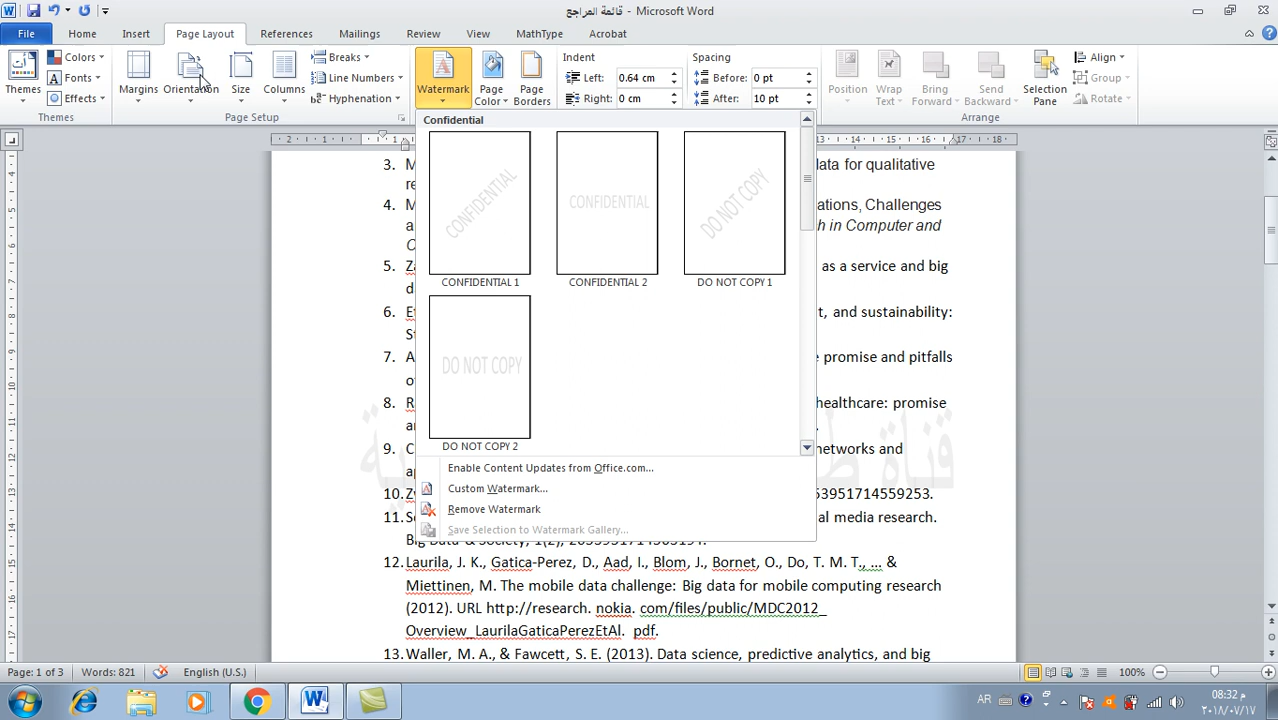 قائمة المراجع - Microsoft Word
File Home Insert Page Layout References Mailings Review View MathType Acrobat
Themes
Colors
Fonts
Effects
Themes
Margins
Orientation
Size
Columns
Breaks
Line Numbers
Hyphenation
Page Setup
Watermark
Page Color
Page Borders
Indent
Left: 0.64 cm
Right: 0 cm
Spacing
Before: 0 pt
After: 10 pt
Position
Wrap Text
Bring Forward
Send Backward
Selection Pane
Align
Group
Rotate
Arrange
Confidential
CONFIDENTIAL
CONFIDENTIAL 1
CONFIDENTIAL
CONFIDENTIAL 2
DO NOT COPY
DO NOT COPY 1
DO NOT COPY
DO NOT COPY 2
Enable Content Updates from Office.com...
Custom Watermark...
Remove Watermark
Save Selection to Watermark Gallery...
3. data for qualitative
4. ations, Challenges
h in Computer and
5. as a service and big
6. t, and sustainability:
7. e promise and pitfalls
8. healthcare: promise
9. networks and
10. 53951714559253.
11. al media research.
12. Laurila, J. K., Gatica-Perez, D., Aad, I., Blom, J., Bornet, O., Do, T. M. T., ... &
Miettinen, M. The mobile data challenge: Big data for mobile computing research
(2012). URL http://research. nokia. com/files/public/MDC2012_
Overview_LaurilaGaticaPerezEtAl. pdf.
13. Waller, M. A., & Fawcett, S. E. (2013). Data science, predictive analytics, and big
قناة
Page: 1 of 3 Words: 821 English (U.S.) 100%
AR
08:32 م
٢٠١٨/٠٧/١٧